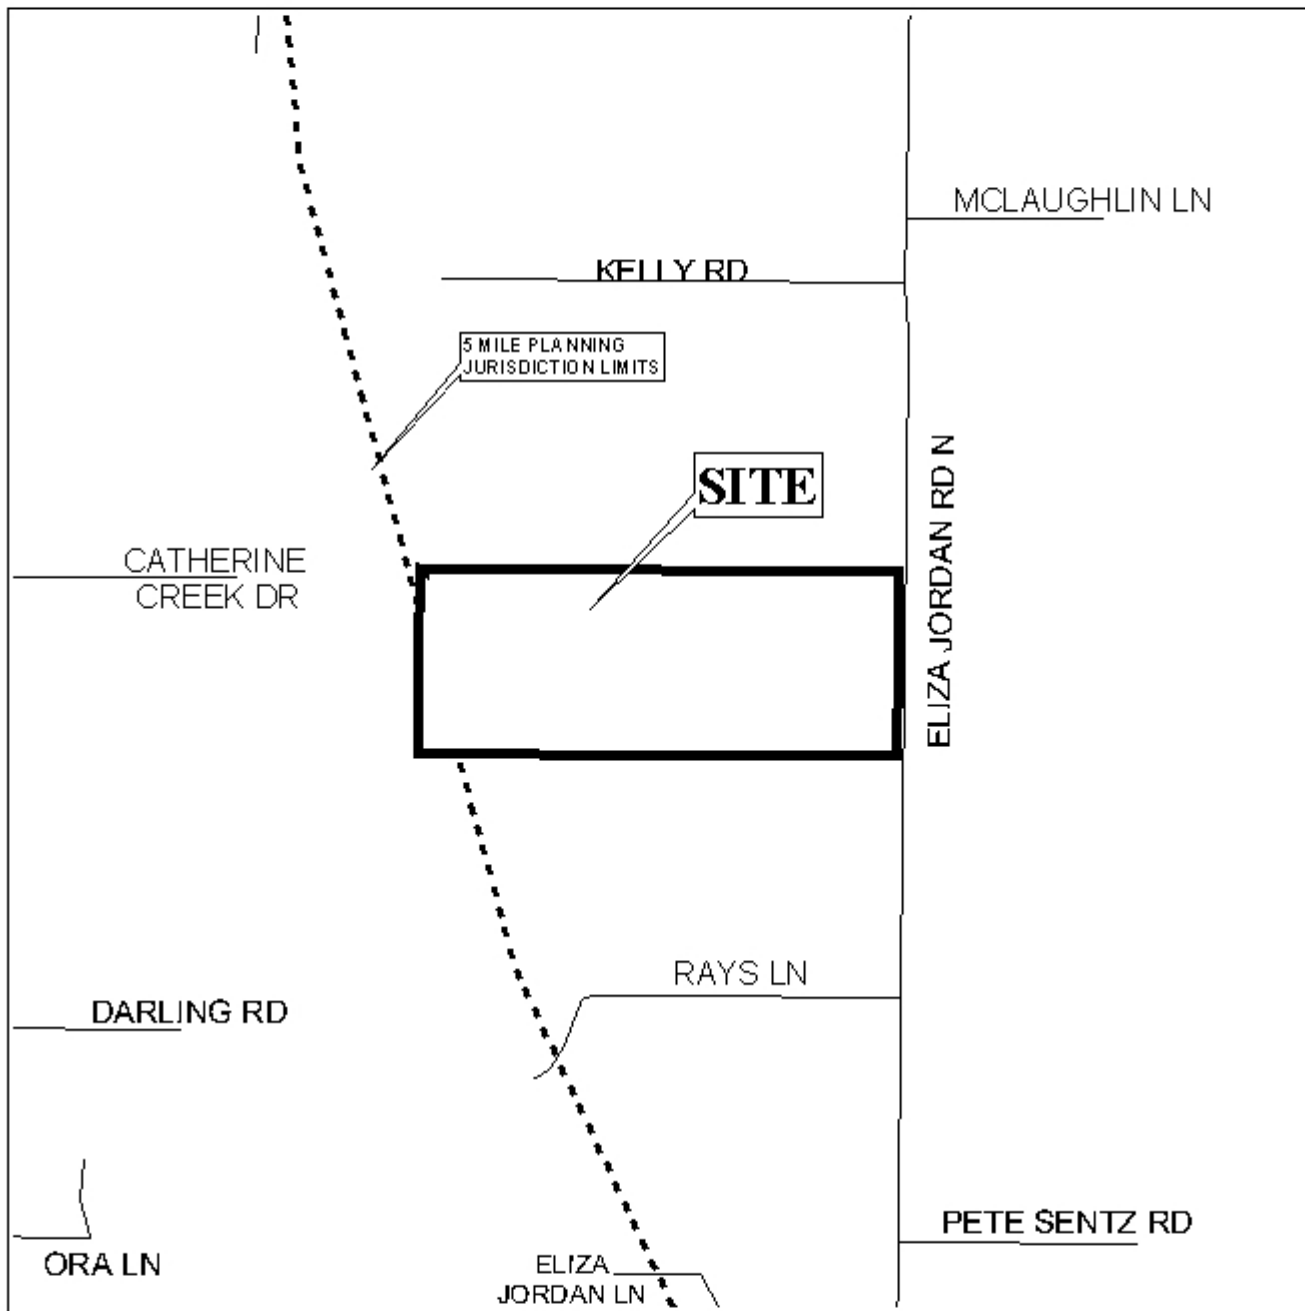 MCLAUGHLIN LN
KELLY RD
5 MILE PLANNING
JURISDICTION LIMITS
SITE
ELIZA JORDAN RD N
CATHERINE
CREEK DR
RAYS LN
DARLING RD
PETE SENTZ RD
ORA LN
ELIZA
JORDAN LN